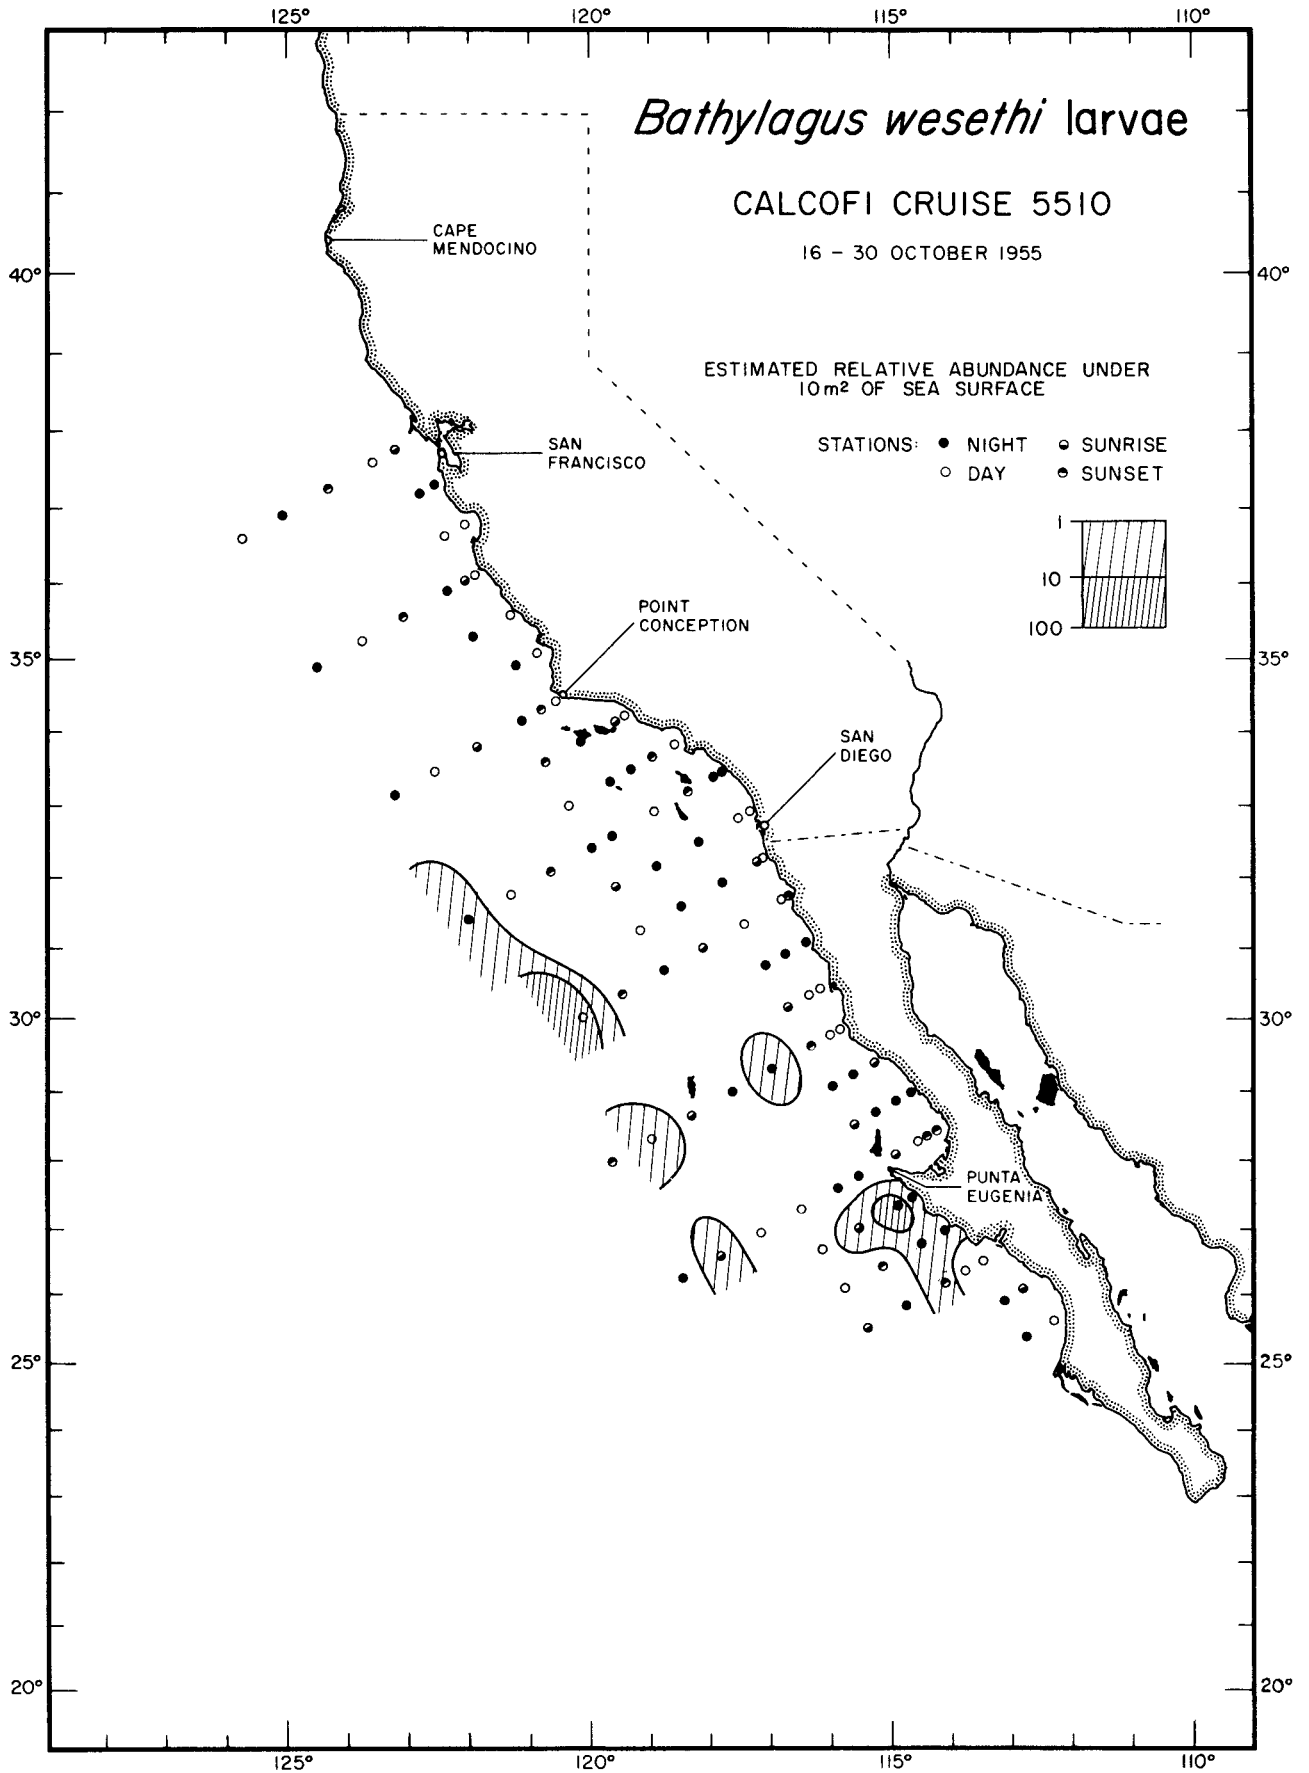 125°
120°
115°
110°
Bathylagus wesethi larvae
CALCOFI CRUISE 5510
16 – 30 OCTOBER 1955
CAPE
MENDOCINO
40°
40°
ESTIMATED RELATIVE ABUNDANCE UNDER
10m² OF SEA SURFACE
STATIONS: ● NIGHT ◒ SUNRISE
○ DAY ◓ SUNSET
SAN
FRANCISCO
1
10
100
POINT
CONCEPTION
35°
35°
SAN
DIEGO
30°
30°
PUNTA
EUGENIA
25°
25°
20°
20°
125°
120°
115°
110°